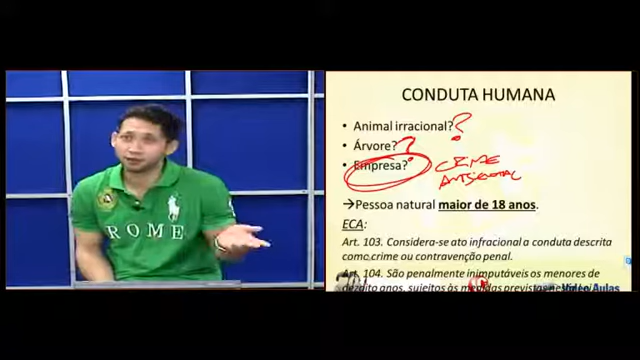 CONDUTA HUMANA
• Animal irracional? ?
• Árvore? ?
• Empresa? CRIME
→Pessoa natural maior de 18 anos.
ECA:
Art. 103. Considera-se ato infracional a conduta descrita
como crime ou contravenção penal.
Art. 104. São penalmente inimputáveis os menores de
dezoito anos, sujeitos às medidas previstas
Vídeo Aulas
ROME